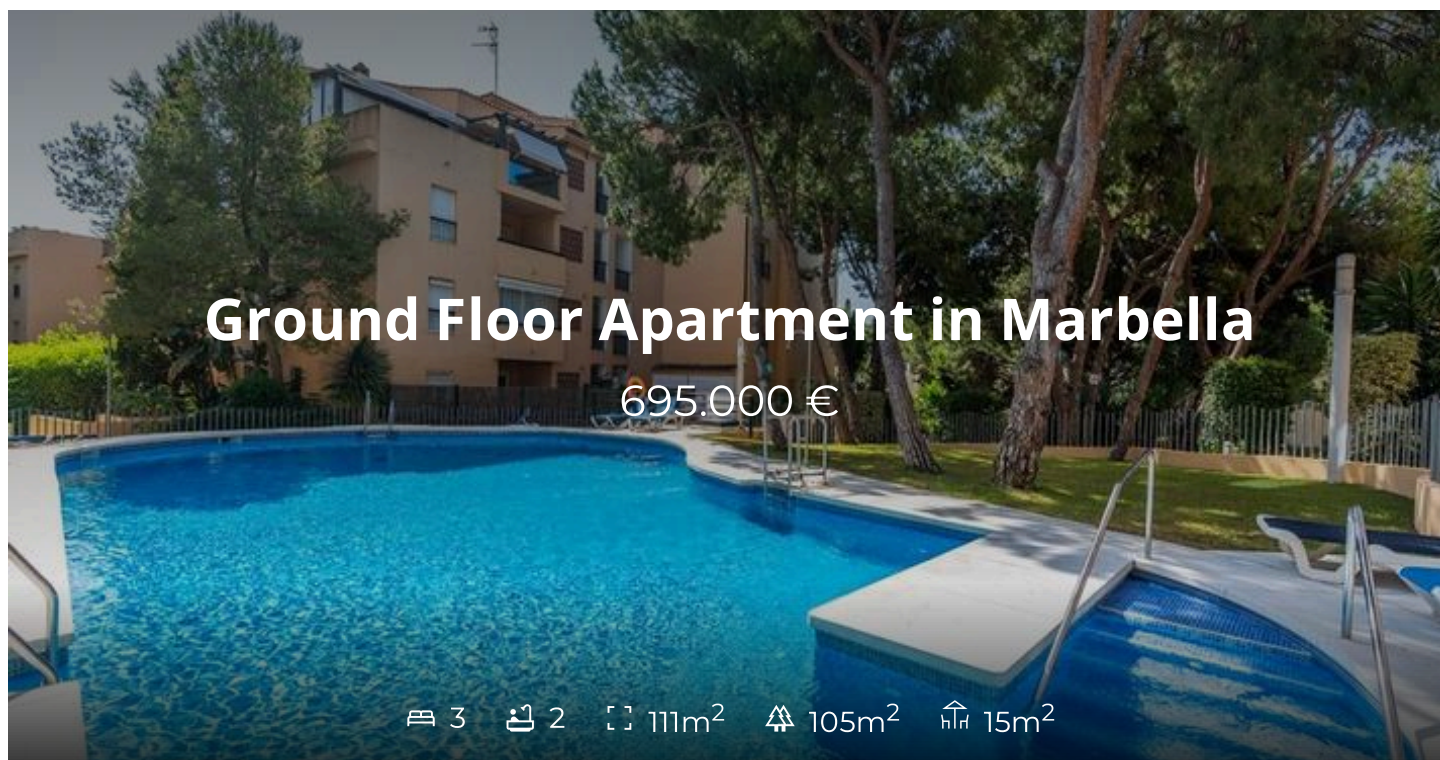 Ground Floor Apartment in Marbella
695.000 €
3 2 111m² 105m² 15m²